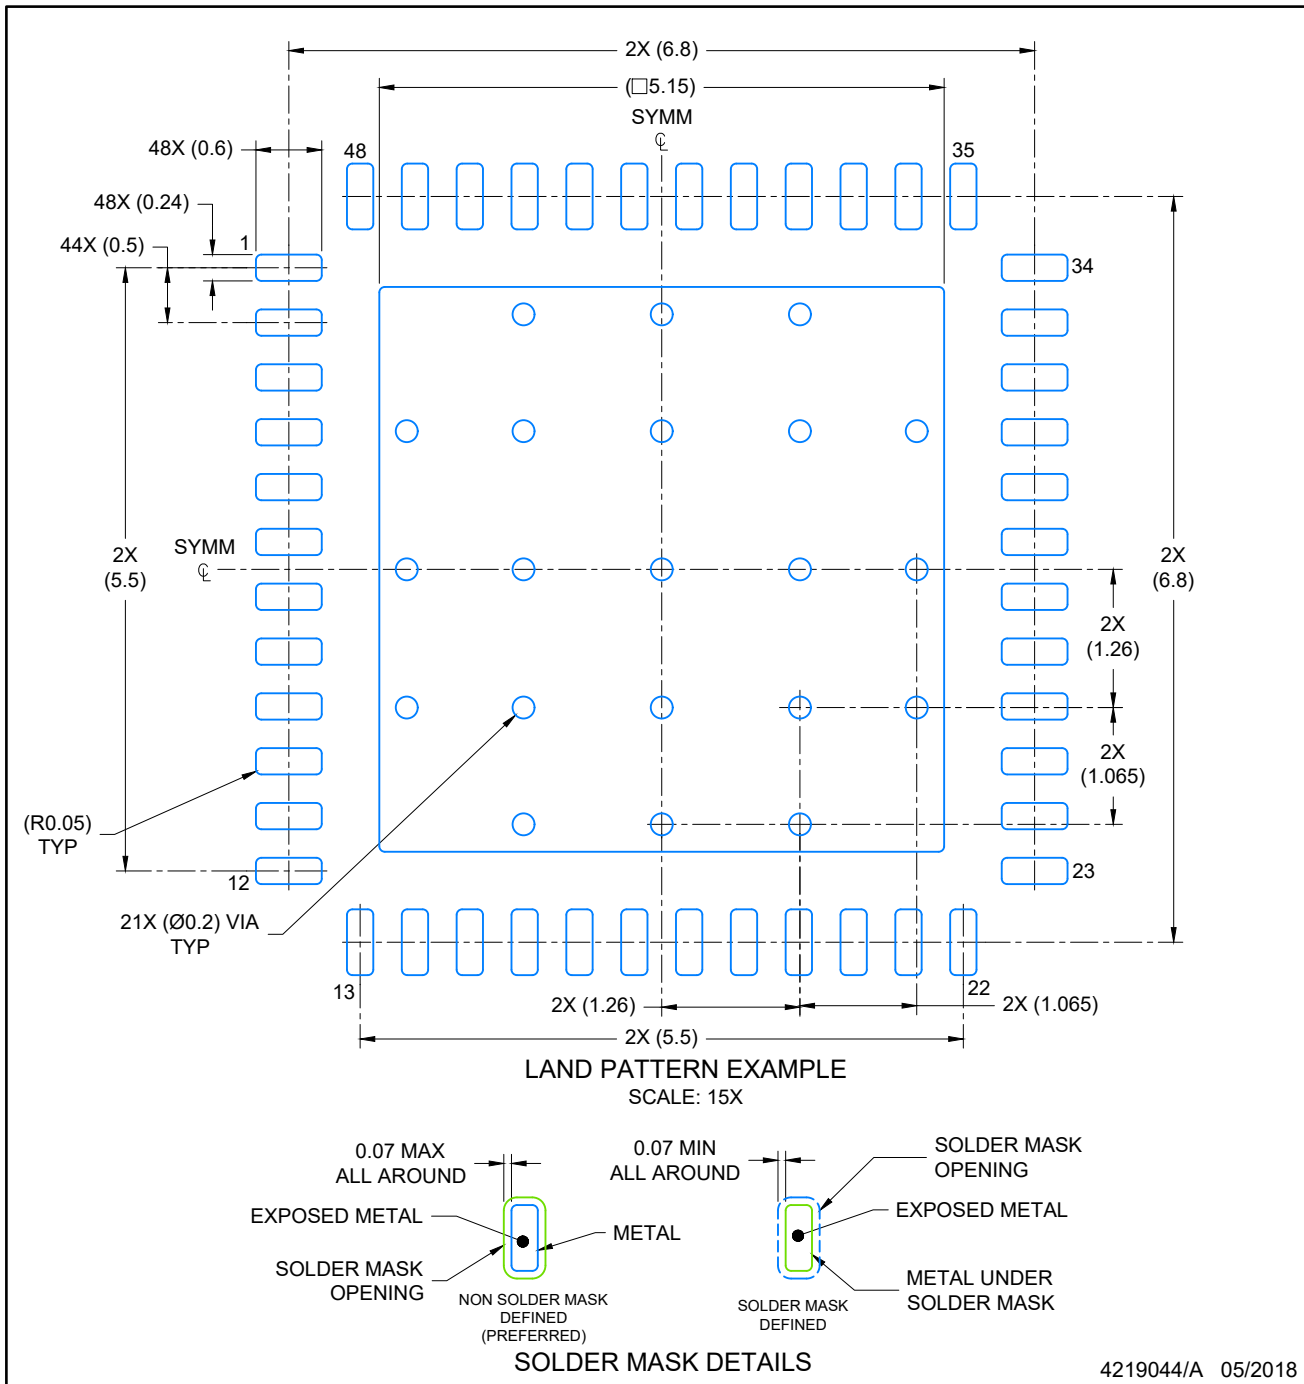 2X (6.8)
(□5.15)
SYMM
℄
48X (0.6)
48
35
48X (0.24)
44X (0.5)
1
34
SYMM
℄
2X
(5.5)
2X
(6.8)
2X
(1.26)
2X
(1.065)
(R0.05)
TYP
12
23
21X (Ø0.2) VIA
TYP
13
22
2X (1.26)
2X (1.065)
2X (5.5)
LAND PATTERN EXAMPLE
SCALE: 15X
0.07 MAX
ALL AROUND
0.07 MIN
ALL AROUND
SOLDER MASK
OPENING
EXPOSED METAL
EXPOSED METAL
METAL
SOLDER MASK
OPENING
METAL UNDER
SOLDER MASK
NON SOLDER MASK
DEFINED
(PREFERRED)
SOLDER MASK
DEFINED
SOLDER MASK DETAILS
4219044/A 05/2018